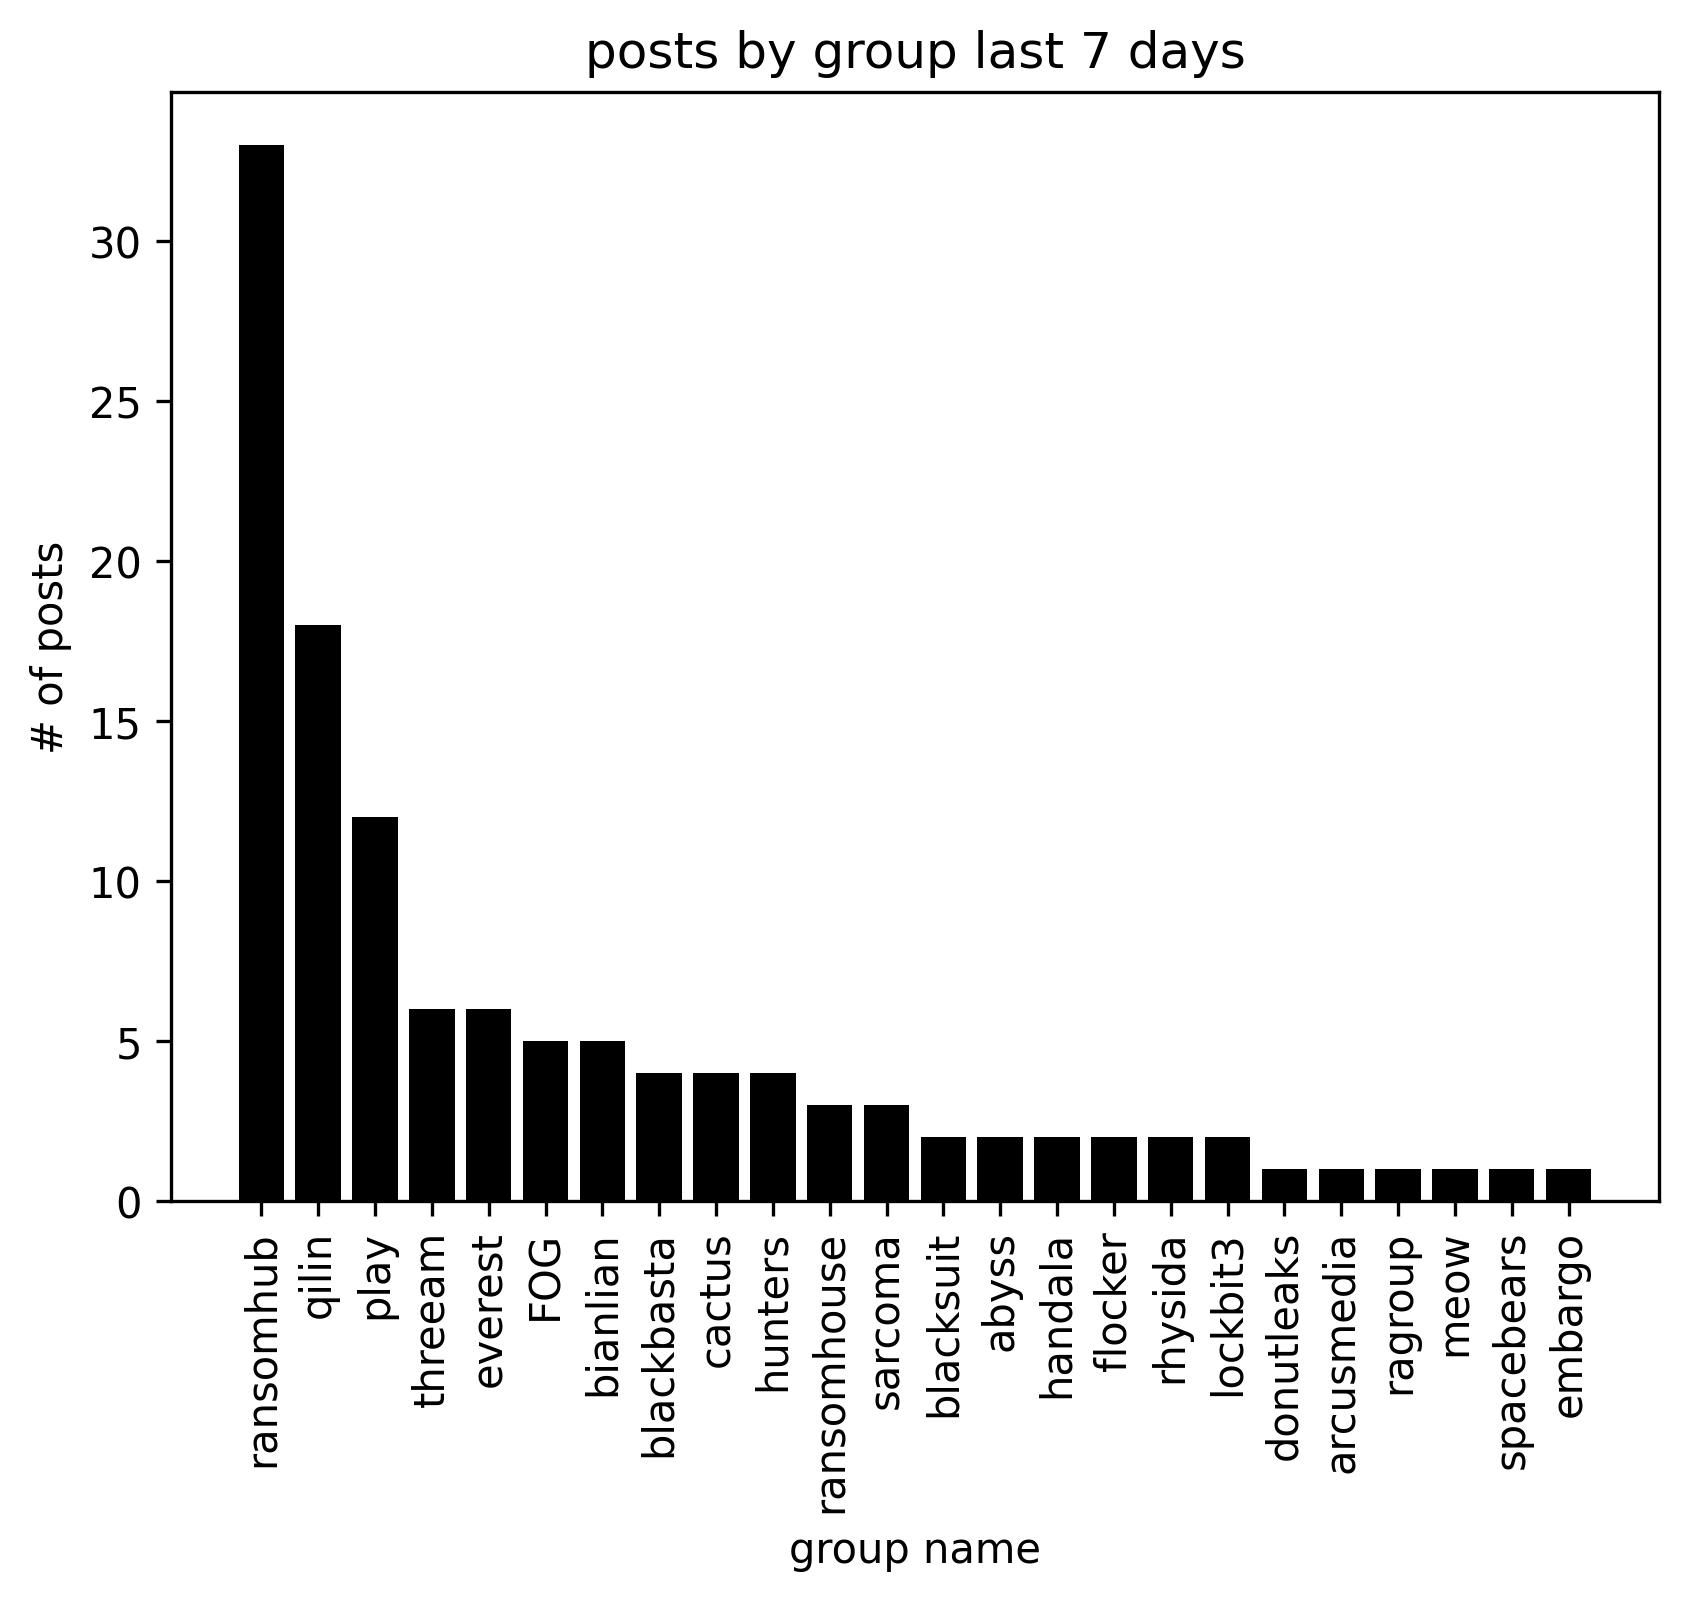 posts by group last 7 days
30
25
20
15
10
5
0
# of posts
ransomhub
qilin
play
threeam
everest
FOG
bianlian
blackbasta
cactus
hunters
ransomhouse
sarcoma
blacksuit
abyss
handala
flocker
rhysida
lockbit3
donutleaks
arcusmedia
ragroup
meow
spacebears
embargo
group name